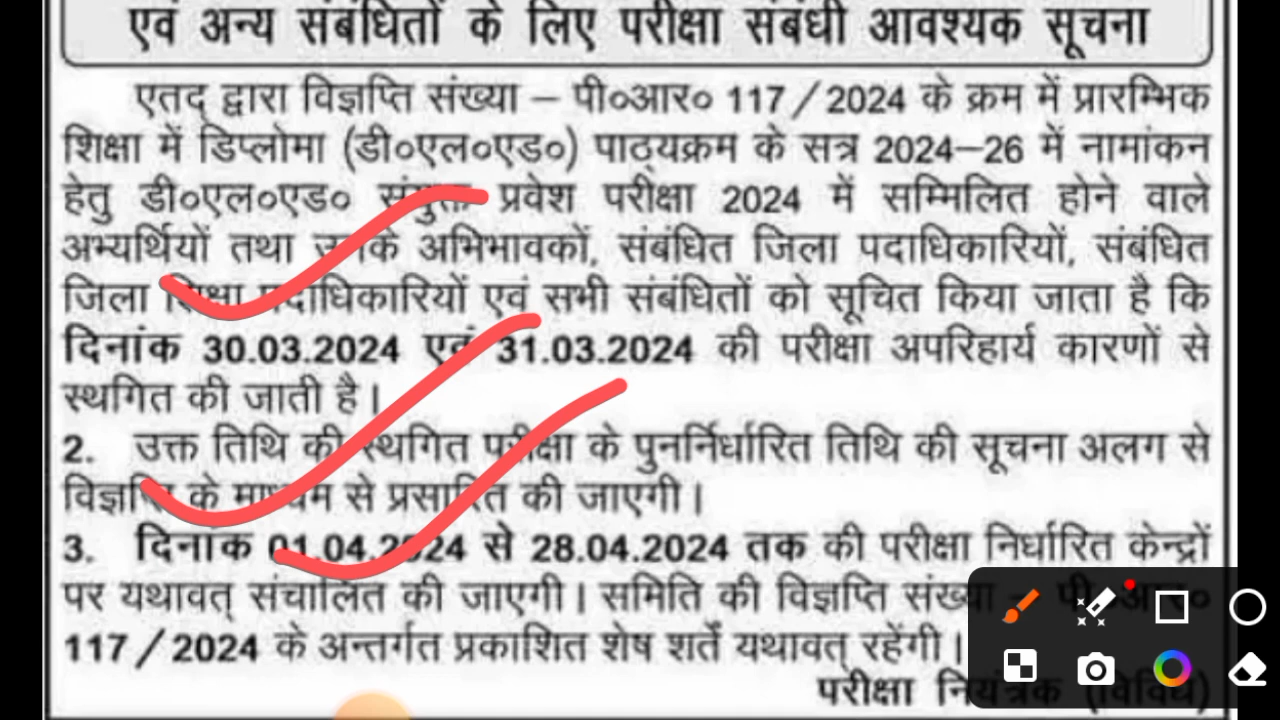 एवं अन्य संबंधितों के लिए परीक्षा संबंधी आवश्यक सूचना
एतद् द्वारा विज्ञप्ति संख्या – पी०आर० 117/2024 के क्रम में प्रारम्भिक
शिक्षा में डिप्लोमा (डी०एल०एड०) पाठ्यक्रम के सत्र 2024–26 में नामांकन
हेतु डी०एल०एड० संयुक्त प्रवेश परीक्षा 2024 में सम्मिलित होने वाले
अभ्यर्थियों तथा उनके अभिभावकों, संबंधित जिला पदाधिकारियों, संबंधित
जिला शिक्षा पदाधिकारियों एवं सभी संबंधितों को सूचित किया जाता है कि
दिनांक 30.03.2024 एवं 31.03.2024 की परीक्षा अपरिहार्य कारणों से
स्थगित की जाती है।
2. उक्त तिथि की स्थगित परीक्षा के पुनर्निर्धारित तिथि की सूचना अलग से
विज्ञप्ति के माध्यम से प्रसारित की जाएगी।
3. दिनांक 01.04.2024 से 28.04.2024 तक की परीक्षा निर्धारित केन्द्रों
पर यथावत् संचालित की जाएगी। समिति की विज्ञप्ति संख्या – पी०आर०
117/2024 के अन्तर्गत प्रकाशित शेष शर्तें यथावत् रहेंगी।
परीक्षा नियंत्रक (विविध)